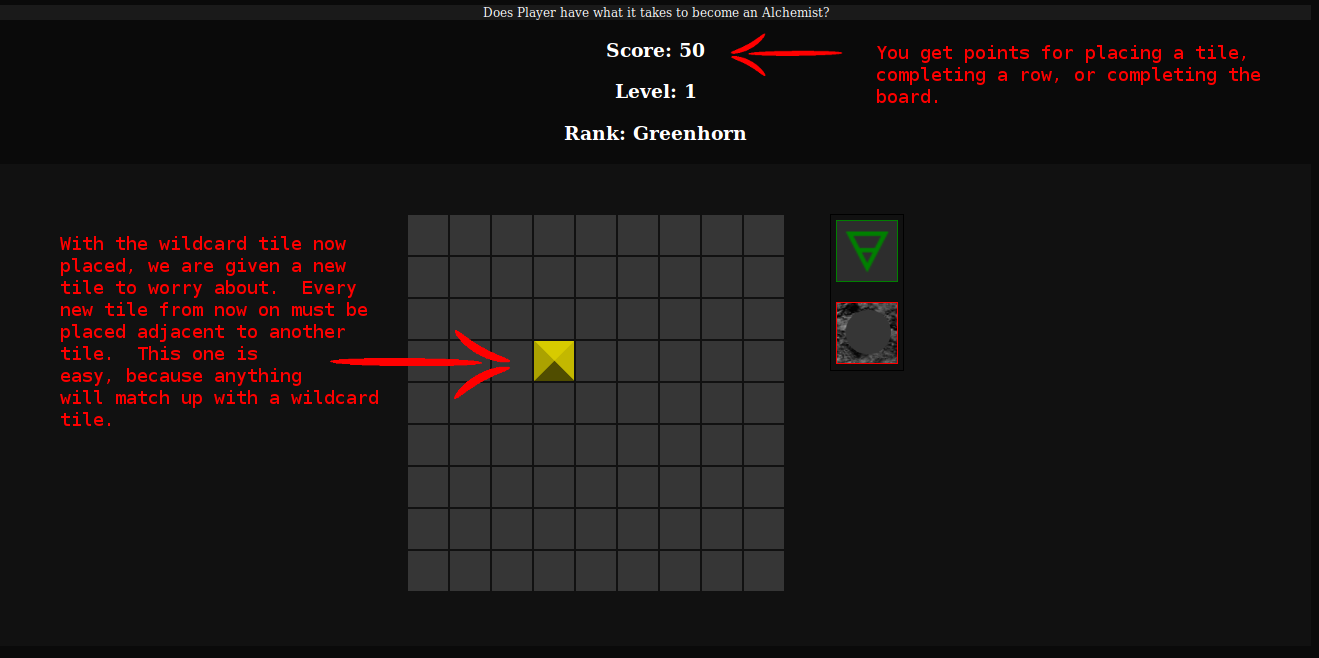 Does Player have what it takes to become an Alchemist?
Score: 50
You get points for placing a tile,
completing a row, or completing the
board.
Level: 1
Rank: Greenhorn
With the wildcard tile now
placed, we are given a new
tile to worry about.  Every
new tile from now on must be
placed adjacent to another
tile.  This one is
easy, because anything
will match up with a wildcard
tile.